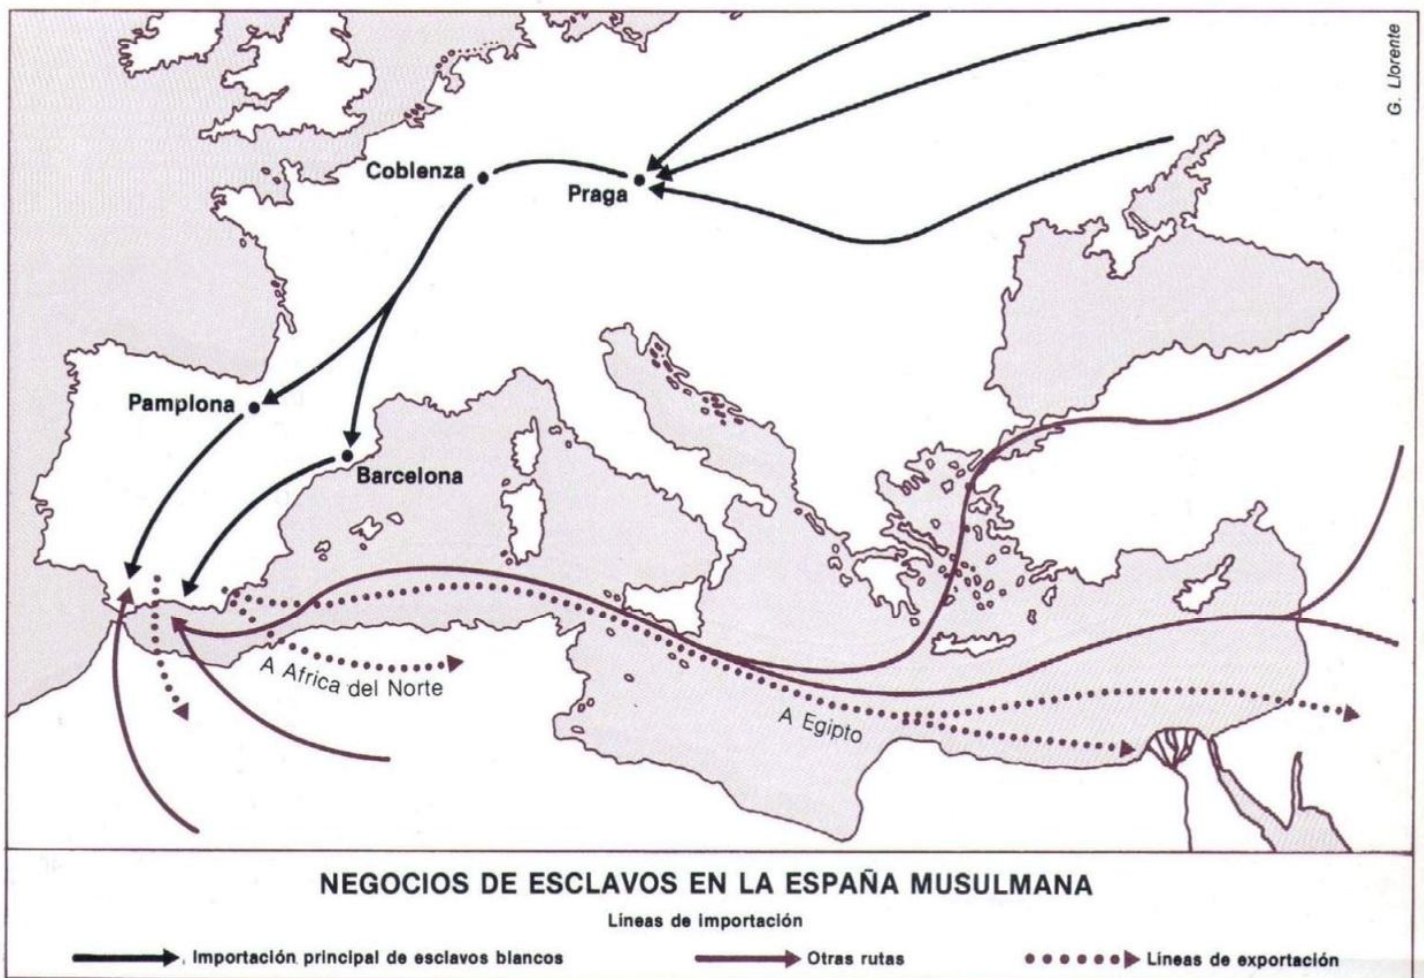 G. Llorente
Coblenza
Praga
Pamplona
Barcelona
A Africa del Norte
A Egipto
NEGOCIOS DE ESCLAVOS EN LA ESPAÑA MUSULMANA
Lineas de importación
Importación principal de esclavos blancos
Otras rutas
Lineas de exportación